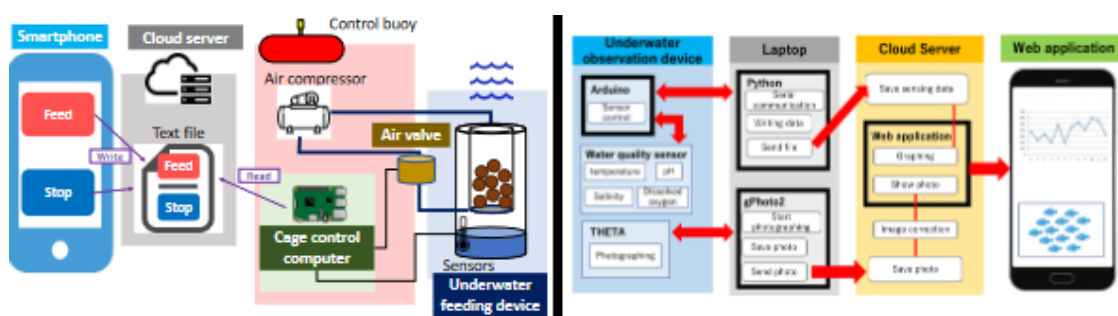 Control buoy
Smartphone
Cloud server
Air compressor
Feed
Text file
Air valve
Write
Feed
Read
Stop
Stop
Cage control
computer
Sensors
Underwater
feeding device
Underwater
observation device
Laptop
Cloud Server
Web application
Arduino
Sensor
control
Python
Serial
communication
Writing data
Send file
Save sensing data
Web application
Graphing
Show photo
Water quality sensor
temperature
pH
Salinity
Dissolved
oxygen
gPhoto2
Start
photographing
Save photo
Send photo
THETA
Photographing
Image correction
Save photo